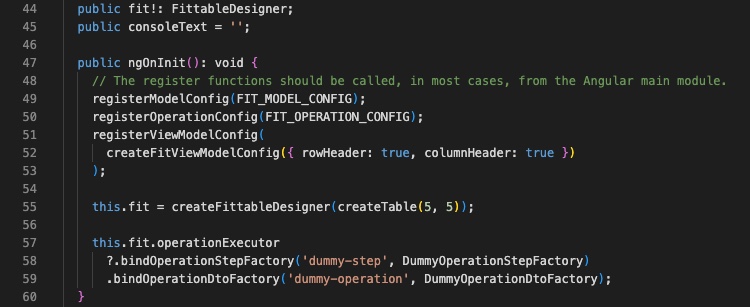 44 public fit!: FittableDesigner;
45 public consoleText = '';
46
47 public ngOnInit(): void {
48 // The register functions should be called, in most cases, from the Angular main module.
49 registerModelConfig(FIT_MODEL_CONFIG);
50 registerOperationConfig(FIT_OPERATION_CONFIG);
51 registerViewModelConfig(
52 createFitViewModelConfig({ rowHeader: true, columnHeader: true })
53 );
54
55 this.fit = createFittableDesigner(createTable(5, 5));
56
57 this.fit.operationExecutor
58 ?.bindOperationStepFactory('dummy-step', DummyOperationStepFactory)
59 .bindOperationDtoFactory('dummy-operation', DummyOperationDtoFactory);
60 }